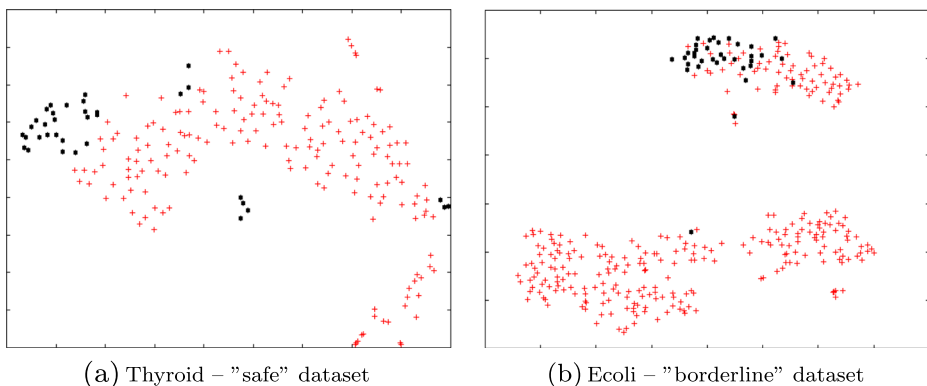 (a) Thyroid – ”safe” dataset
(b) Ecoli – ”borderline” dataset